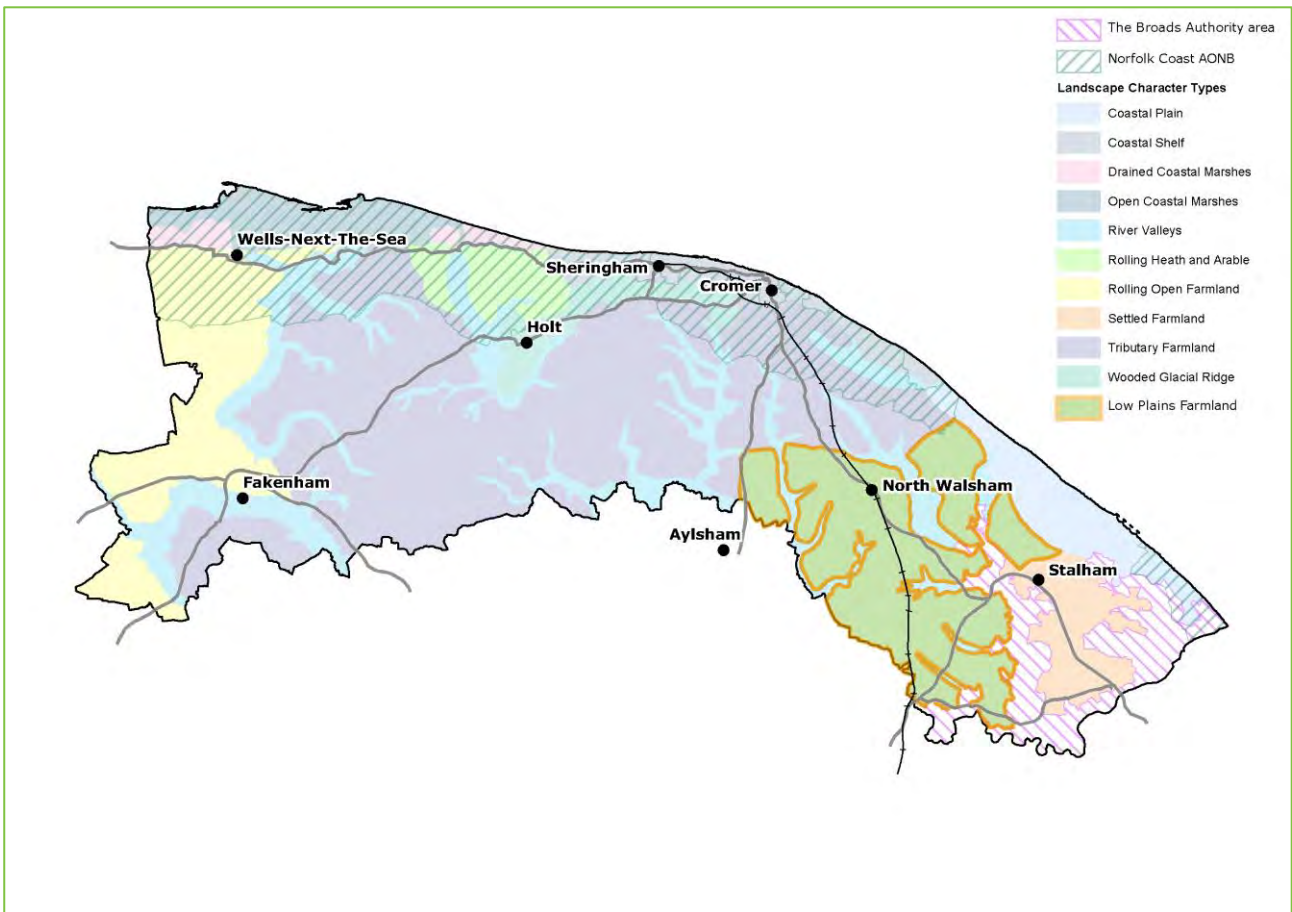 The Broads Authority area
Norfolk Coast AONB
Landscape Character Types
Coastal Plain
Coastal Shelf
Drained Coastal Marshes
Open Coastal Marshes
River Valleys
Rolling Heath and Arable
Rolling Open Farmland
Settled Farmland
Tributary Farmland
Wooded Glacial Ridge
Low Plains Farmland
Wells-Next-The-Sea
Sheringham
Cromer
Holt
Fakenham
North Walsham
Aylsham
Stalham